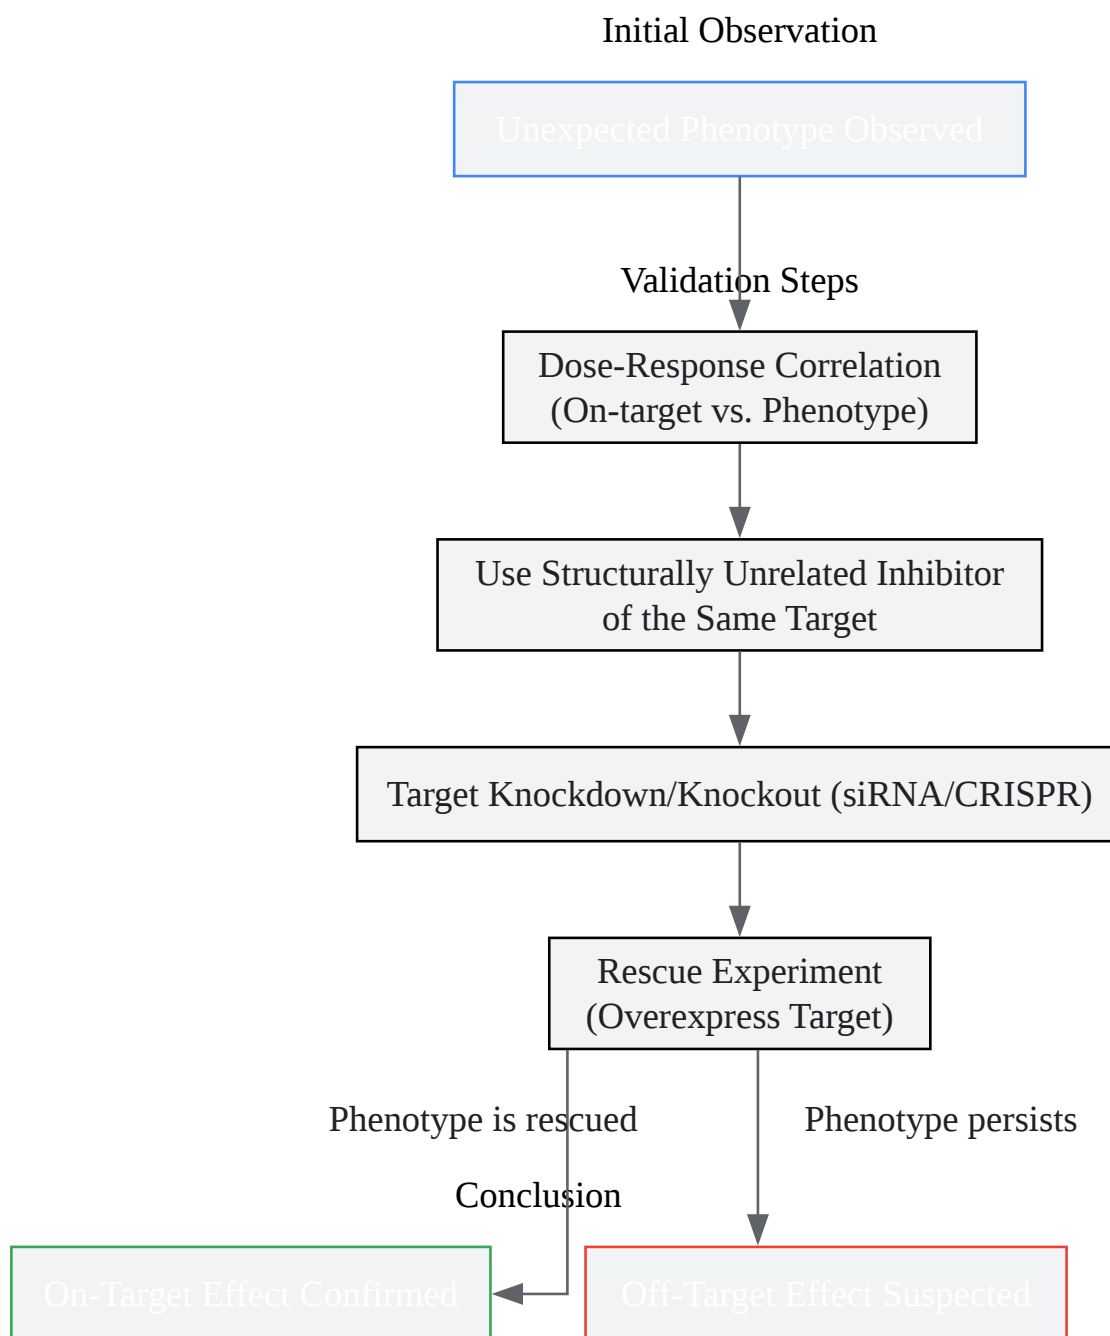 Initial Observation
Unexpected Phenotype Observed
Validation Steps
Dose-Response Correlation
(On-target vs. Phenotype)
Use Structurally Unrelated Inhibitor
of the Same Target
Target Knockdown/Knockout (siRNA/CRISPR)
Rescue Experiment
(Overexpress Target)
Phenotype is rescued
Phenotype persists
Conclusion
On-Target Effect Confirmed
Off-Target Effect Suspected